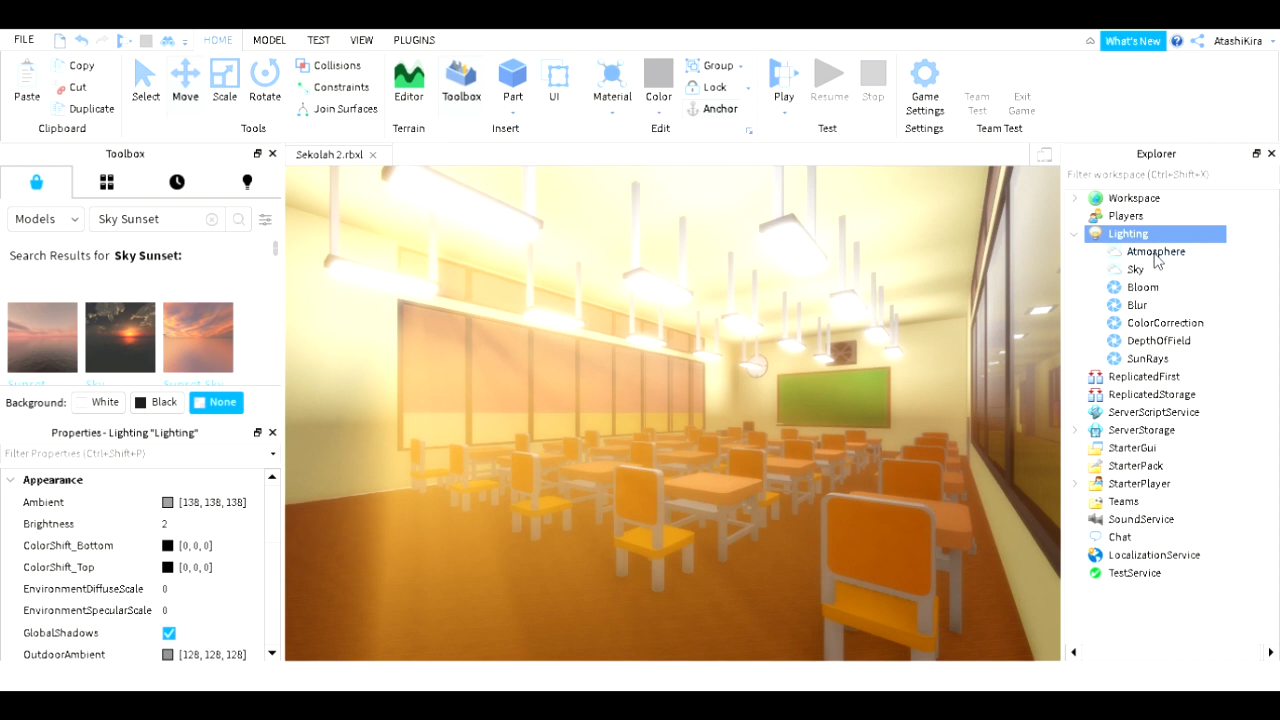 FILE HOME MODEL TEST VIEW PLUGINS What's New AtashiKira
Copy
Cut
Duplicate
Paste
Clipboard
Select Move Scale Rotate
Collisions
Constraints
Join Surfaces
Tools
Editor
Terrain
Toolbox Part UI
Insert
Material Color
Group
Lock
Anchor
Edit
Play Resume Stop
Test
Game Settings
Settings
Team Test
Exit Game
Team Test
Toolbox
Models Sky Sunset
Search Results for Sky Sunset:
Sunset Sky Sunset Sky
Background: White Black None
Properties - Lighting "Lighting"
Filter Properties (Ctrl+Shift+P)
Appearance
Ambient [138, 138, 138]
Brightness 2
ColorShift_Bottom [0, 0, 0]
ColorShift_Top [0, 0, 0]
EnvironmentDiffuseScale 0
EnvironmentSpecularScale 0
GlobalShadows
OutdoorAmbient [128, 128, 128]
Sekolah 2.rbxl
Explorer
Filter workspace (Ctrl+Shift+X)
Workspace
Players
Lighting
Atmosphere
Sky
Bloom
Blur
ColorCorrection
DepthOfField
SunRays
ReplicatedFirst
ReplicatedStorage
ServerScriptService
ServerStorage
StarterGui
StarterPack
StarterPlayer
Teams
SoundService
Chat
LocalizationService
TestService